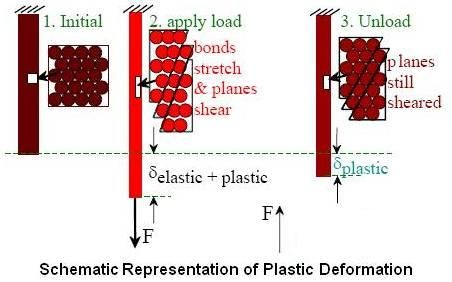 1. Initial
2. apply load
bonds
stretch
& planes
shear
3. Unload
planes
still
sheared
δelastic + plastic
δplastic
F
F
Schematic Representation of Plastic Deformation